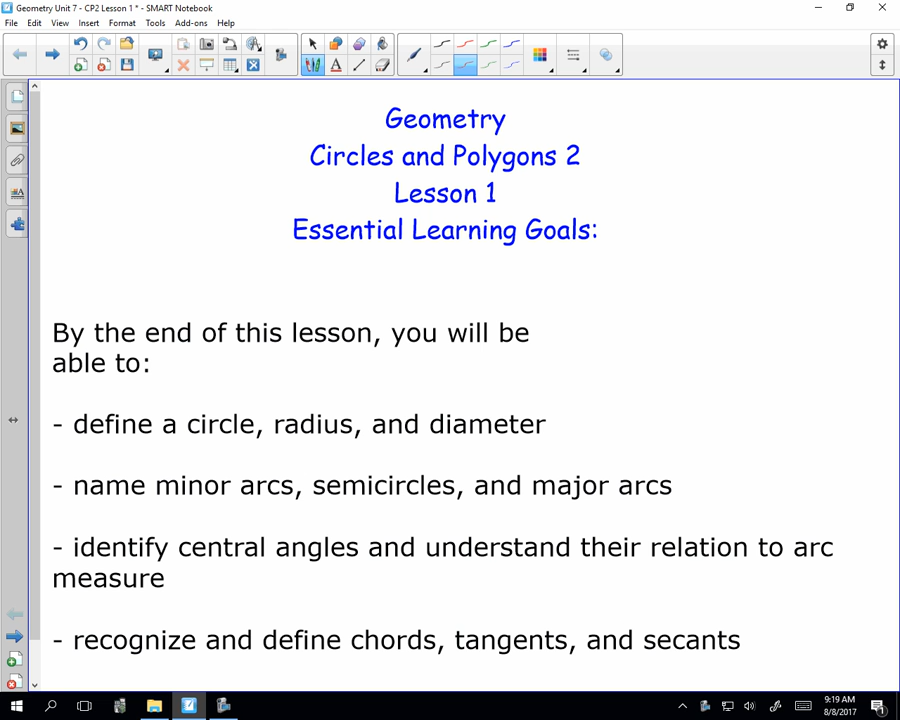 Geometry Unit 7 - CP2 Lesson 1 * - SMART Notebook
File Edit View Insert Format Tools Add-ons Help
Geometry
Circles and Polygons 2
Lesson 1
Essential Learning Goals:
By the end of this lesson, you will be
able to:
- define a circle, radius, and diameter
- name minor arcs, semicircles, and major arcs
- identify central angles and understand their relation to arc
measure
- recognize and define chords, tangents, and secants
9:19 AM
8/8/2017